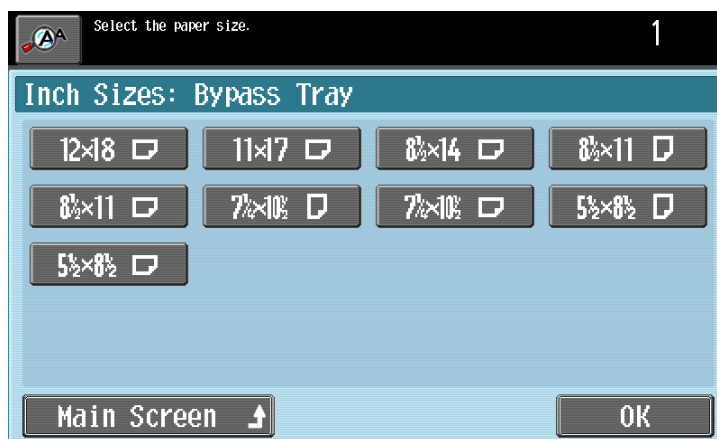 Select the paper size.
1
Inch Sizes: Bypass Tray
12×18 11×17 8½×14 8½×11
8½×11 7¼×10½ 7¼×10½ 5½×8½
5½×8½
Main Screen OK